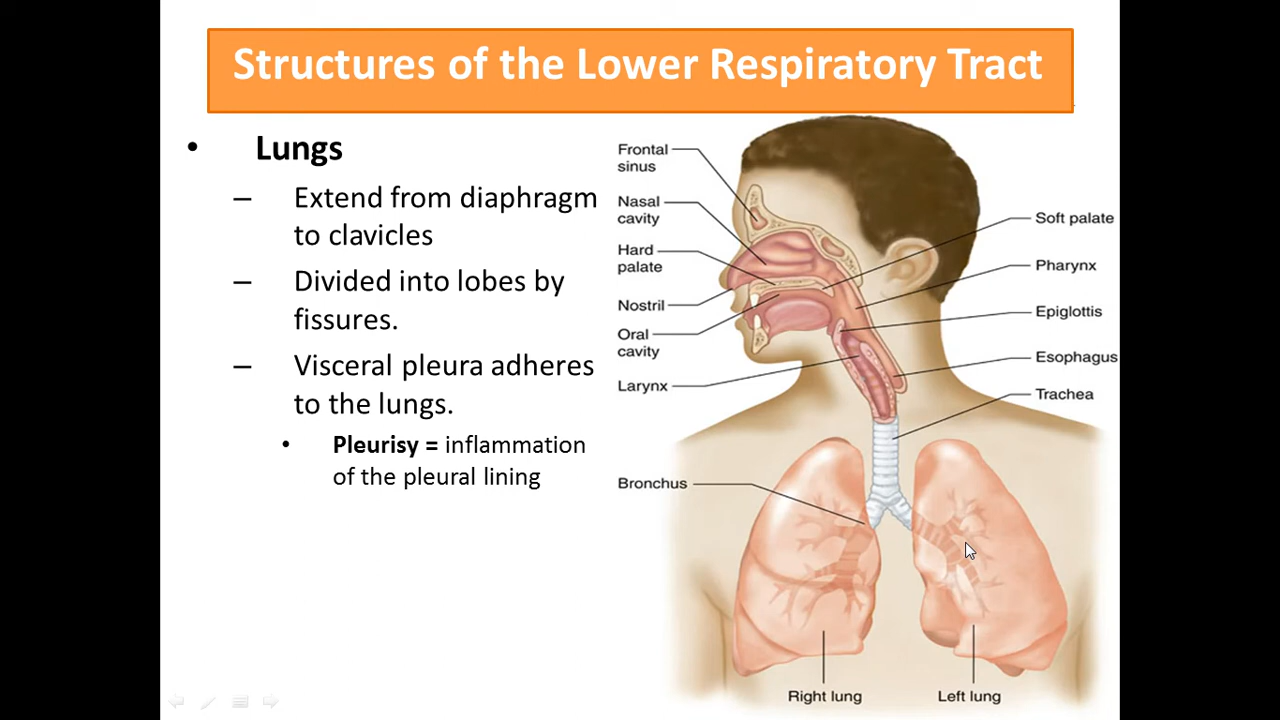 Structures of the Lower Respiratory Tract
• Lungs
– Extend from diaphragm
to clavicles
– Divided into lobes by
fissures.
– Visceral pleura adheres
to the lungs.
• Pleurisy = inflammation
of the pleural lining
Frontal
sinus
Nasal
cavity
Hard
palate
Nostril
Oral
cavity
Larynx
Bronchus
Soft palate
Pharynx
Epiglottis
Esophagus
Trachea
Right lung
Left lung